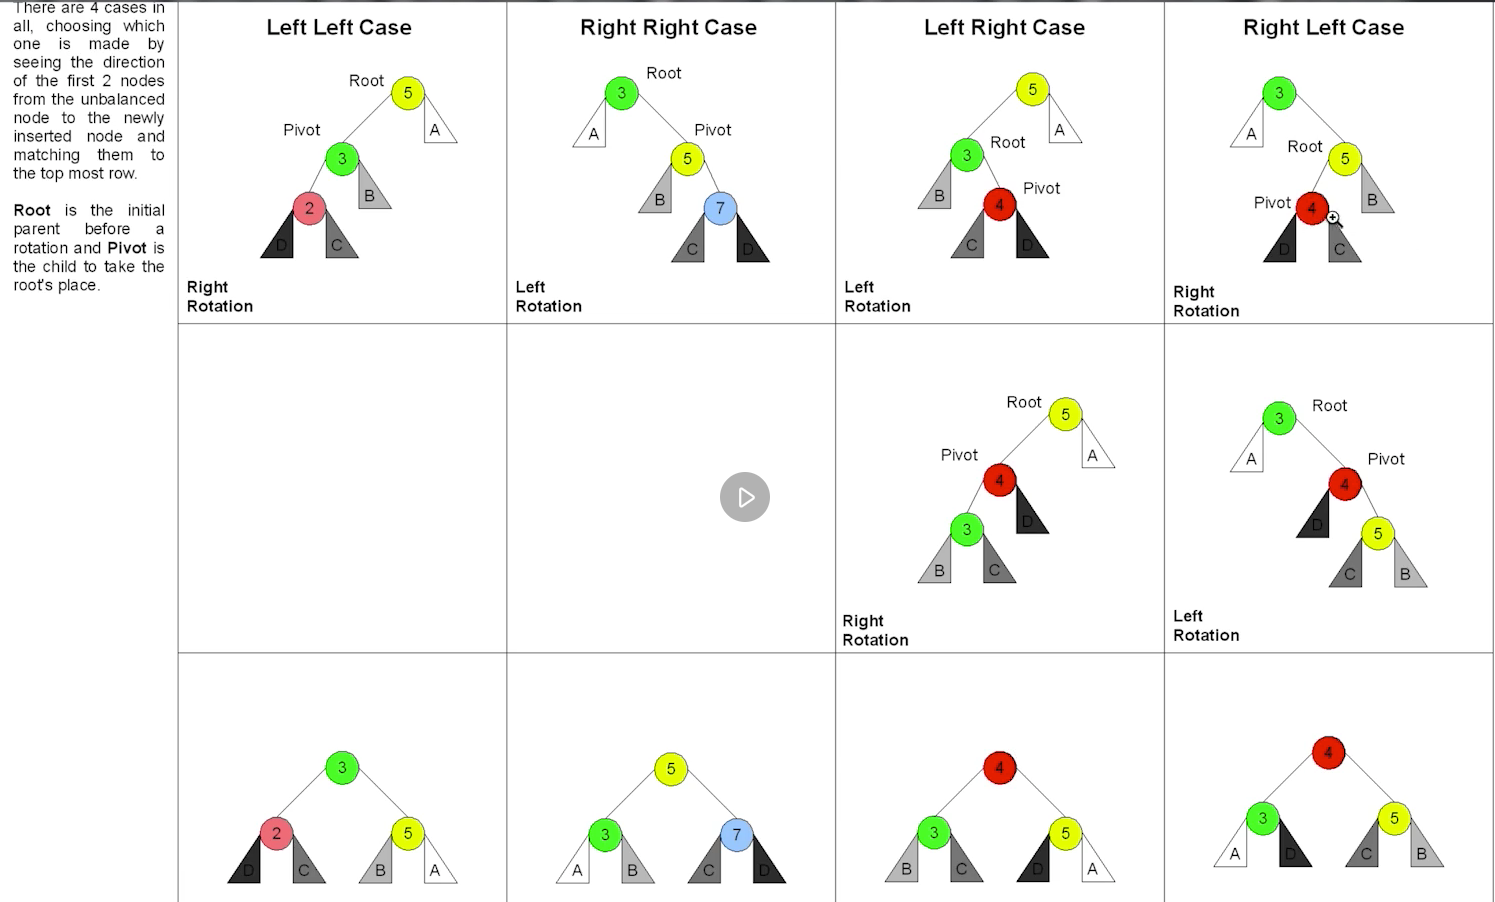 There are 4 cases in
all, choosing which
one is made by
seeing the direction
of the first 2 nodes
from the unbalanced
node to the newly
inserted node and
matching them to
the top most row.
Root is the initial
parent before a
rotation and Pivot is
the child to take the
root's place.
Left Left Case
Root
5
A
Pivot
3
B
2
D C
Right
Rotation
Right Right Case
Root
3
A
Pivot
5
B
7
C D
Left
Rotation
Left Right Case
5
A
Root
3
B
Pivot
4
C D
Left
Rotation
Right Left Case
3
A
Root
5
B
Pivot
4
D C
Right
Rotation
Root
5
A
Pivot
4
D
3
B C
Right
Rotation
Root
3
A
Pivot
4
D
5
C B
Left
Rotation
3
2 5
D C B A
5
3 7
A B C D
4
3 5
B C D A
4
3 5
A D C B